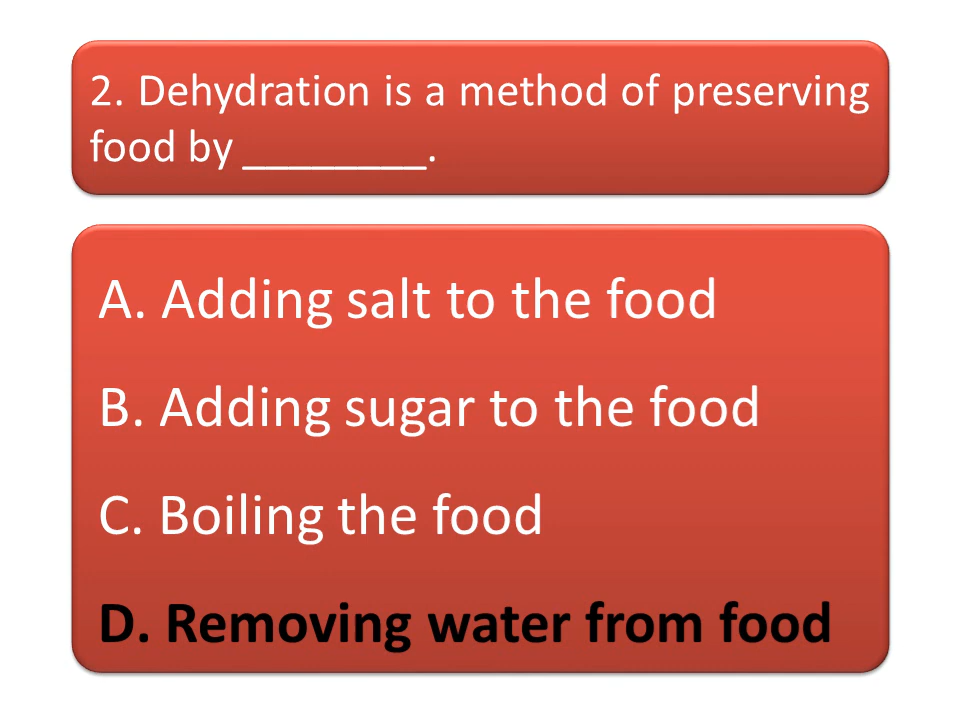 2. Dehydration is a method of preserving
food by ________.
A. Adding salt to the food
B. Adding sugar to the food
C. Boiling the food
D. Removing water from food